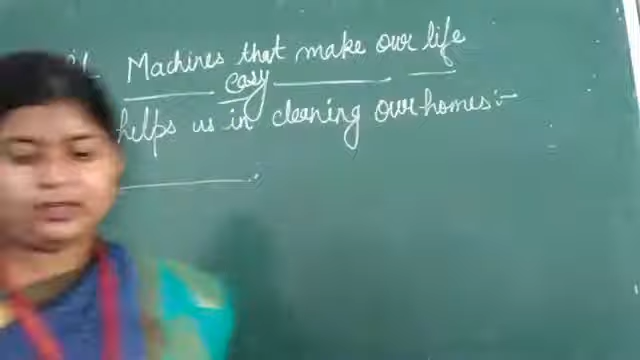 Machines that make our life
easy
helps us in cleaning our homes:-